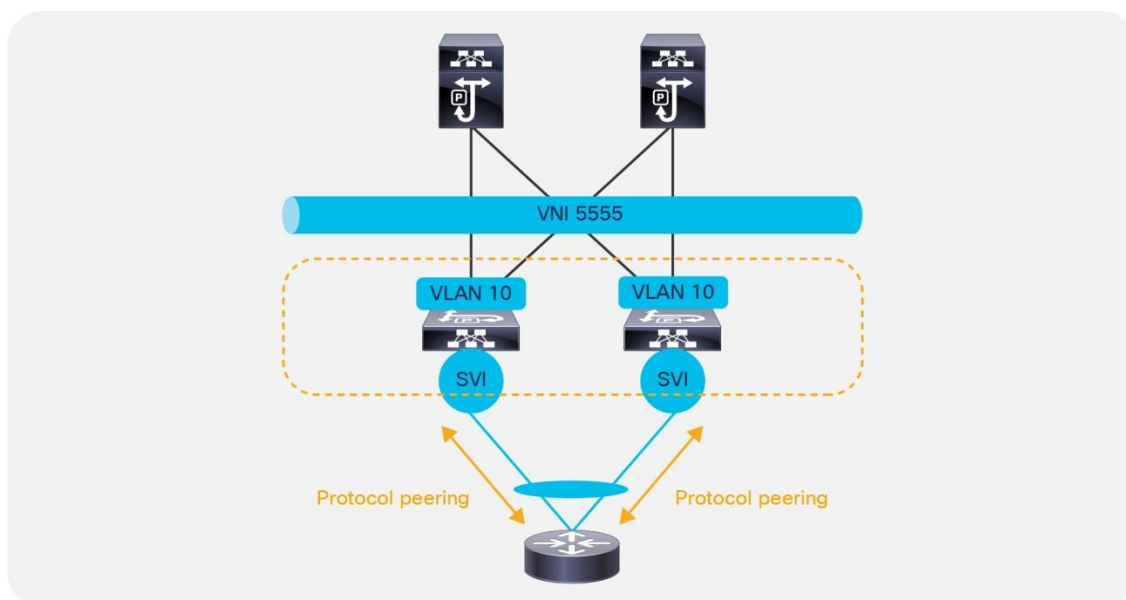 P
P
VNI 5555
VLAN 10
VLAN 10
SVI
SVI
Protocol peering
Protocol peering